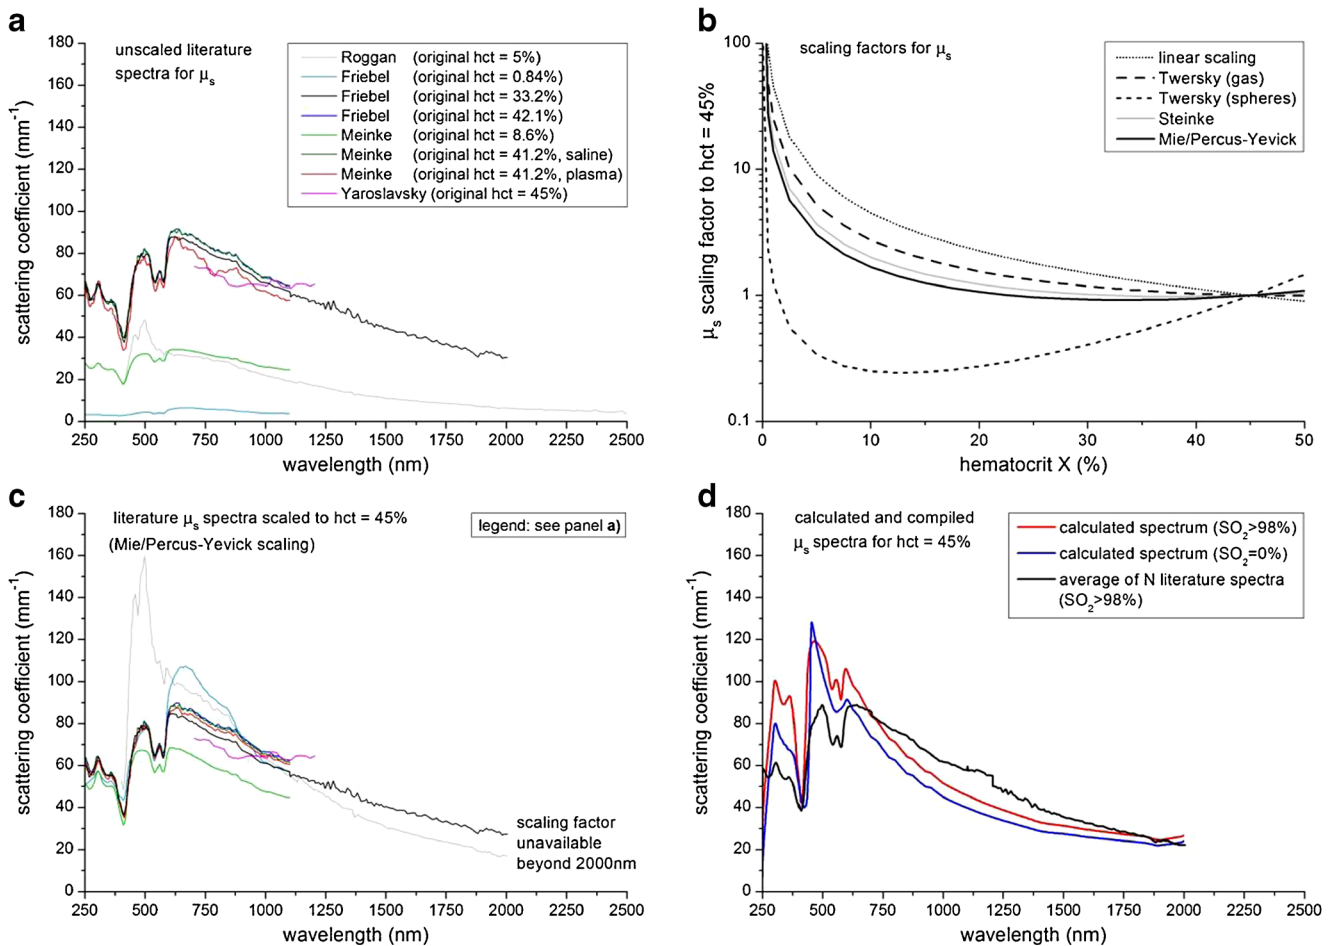 a
unscaled literature
spectra for μs
Roggan (original hct = 5%)
Friebel (original hct = 0.84%)
Friebel (original hct = 33.2%)
Friebel (original hct = 42.1%)
Meinke (original hct = 8.6%)
Meinke (original hct = 41.2%, saline)
Meinke (original hct = 41.2%, plasma)
Yaroslavsky (original hct = 45%)
scattering coefficient (mm-1)
180
160
140
120
100
80
60
40
20
0
250 500 750 1000 1250 1500 1750 2000 2250 2500
wavelength (nm)
b
scaling factors for μs
linear scaling
Twersky (gas)
Twersky (spheres)
Steinke
Mie/Percus-Yevick
μs scaling factor to hct = 45%
100
10
1
0.1
0 10 20 30 40 50
hematocrit X (%)
c
literature μs spectra scaled to hct = 45%
(Mie/Percus-Yevick scaling)
legend: see panel a)
scattering coefficient (mm-1)
180
160
140
120
100
80
60
40
20
0
scaling factor
unavailable
beyond 2000nm
250 500 750 1000 1250 1500 1750 2000 2250 2500
wavelength (nm)
d
calculated and compiled
μs spectra for hct = 45%
calculated spectrum (SO2>98%)
calculated spectrum (SO2=0%)
average of N literature spectra
(SO2>98%)
scattering coefficient (mm-1)
180
160
140
120
100
80
60
40
20
0
250 500 750 1000 1250 1500 1750 2000 2250 2500
wavelength (nm)